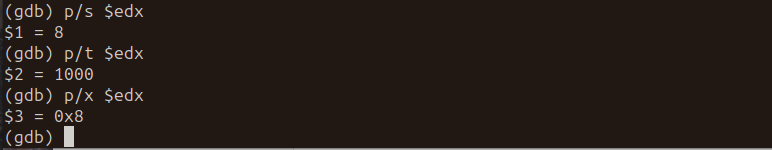 (gdb) p/s $edx
$1 = 8
(gdb) p/t $edx
$2 = 1000
(gdb) p/x $edx
$3 = 0x8
(gdb)